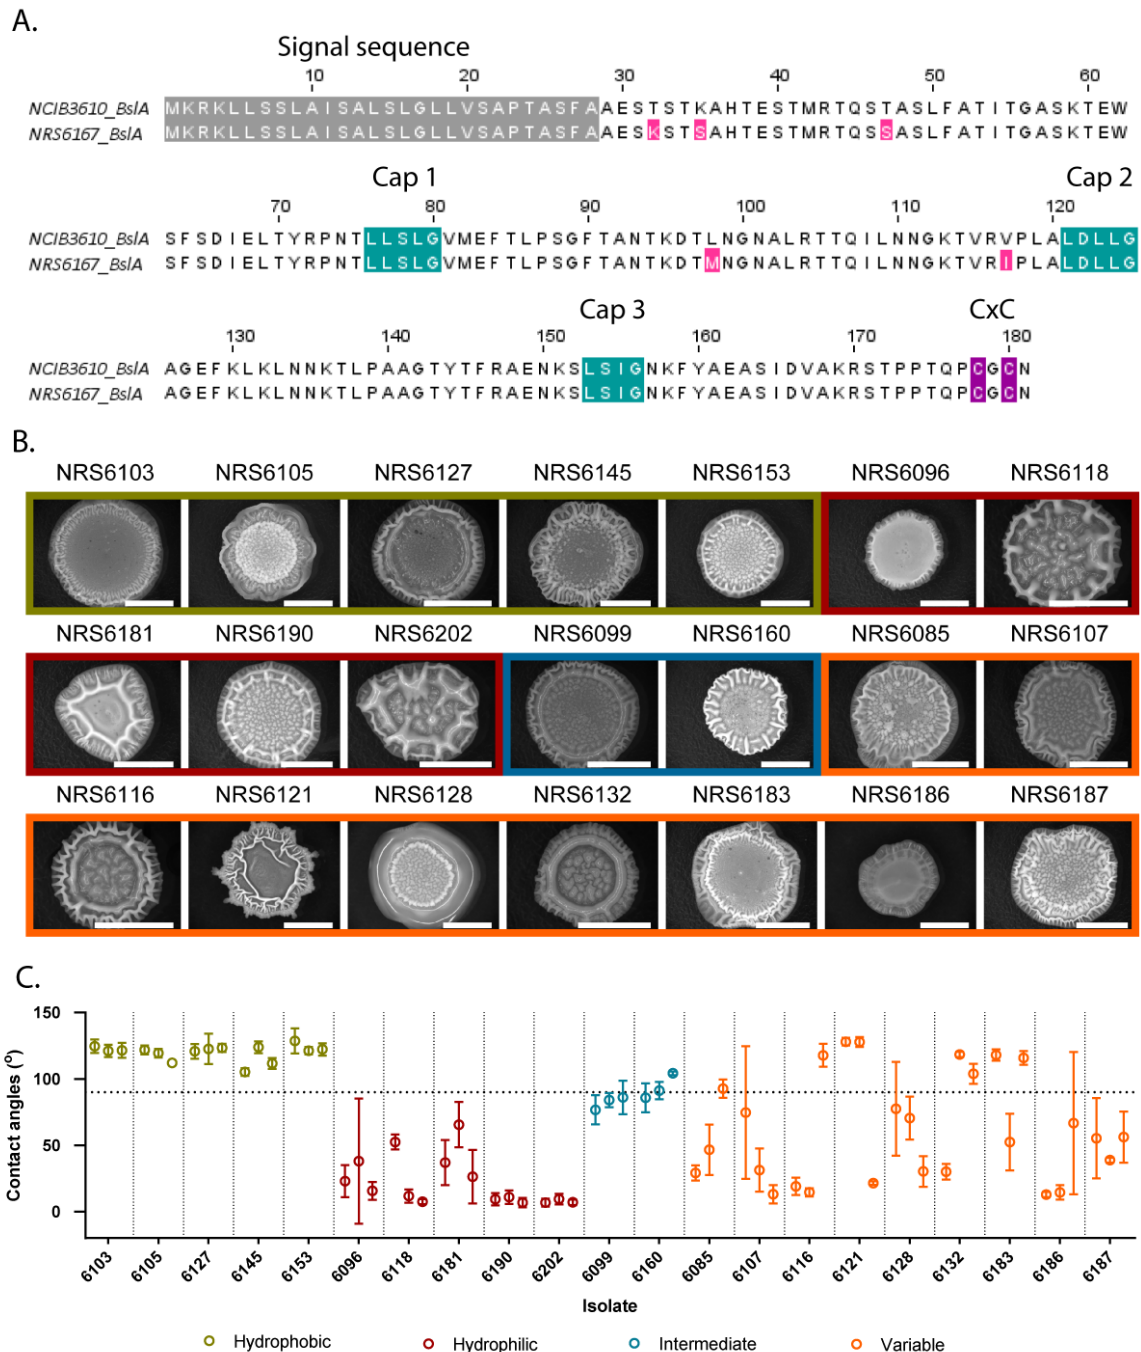 A.
Signal sequence
10 20 30 40 50 60
NCIB3610_BslA MKRKLLSSLAISALSLGLLVSAPTASFAAESTSTKAHTESTMRTQSTASLFATITGASKTEW
NRS6167_BslA MKRKLLSSLAISALSLGLLVSAPTASFAAESKSTSAHTESTMRTQSSASLFATITGASKTEW
Cap 1 Cap 2
70 80 90 100 110 120
NCIB3610_BslA SFSDIELTYRPNTLLSLGVMEFTLPSGFTANTKDTLNGNALRTTQILNNGKTVRVPLALDLLG
NRS6167_BslA SFSDIELTYRPNTLLSLGVMEFTLPSGFTANTKDTMNGNALRTTQILNNGKTVRIPLALDLLG
Cap 3 CxC
130 140 150 160 170 180
NCIB3610_BslA AGEFKLKLNNKTLPAAGTYTFRAENKSLSIGNKFYAEASIDVAKRSTPPTQPCGCN
NRS6167_BslA AGEFKLKLNNKTLPAAGTYTFRAENKSLSIGNKFYAEASIDVAKRSTPPTQPCGCN
B.
NRS6103 NRS6105 NRS6127 NRS6145 NRS6153 NRS6096 NRS6118
NRS6181 NRS6190 NRS6202 NRS6099 NRS6160 NRS6085 NRS6107
NRS6116 NRS6121 NRS6128 NRS6132 NRS6183 NRS6186 NRS6187
C.
Contact angles (º)
150
100
50
0
6103 6105 6127 6145 6153 6096 6118 6181 6190 6202 6099 6160 6085 6107 6116 6121 6128 6132 6183 6186 6187
Isolate
Hydrophobic Hydrophilic Intermediate Variable